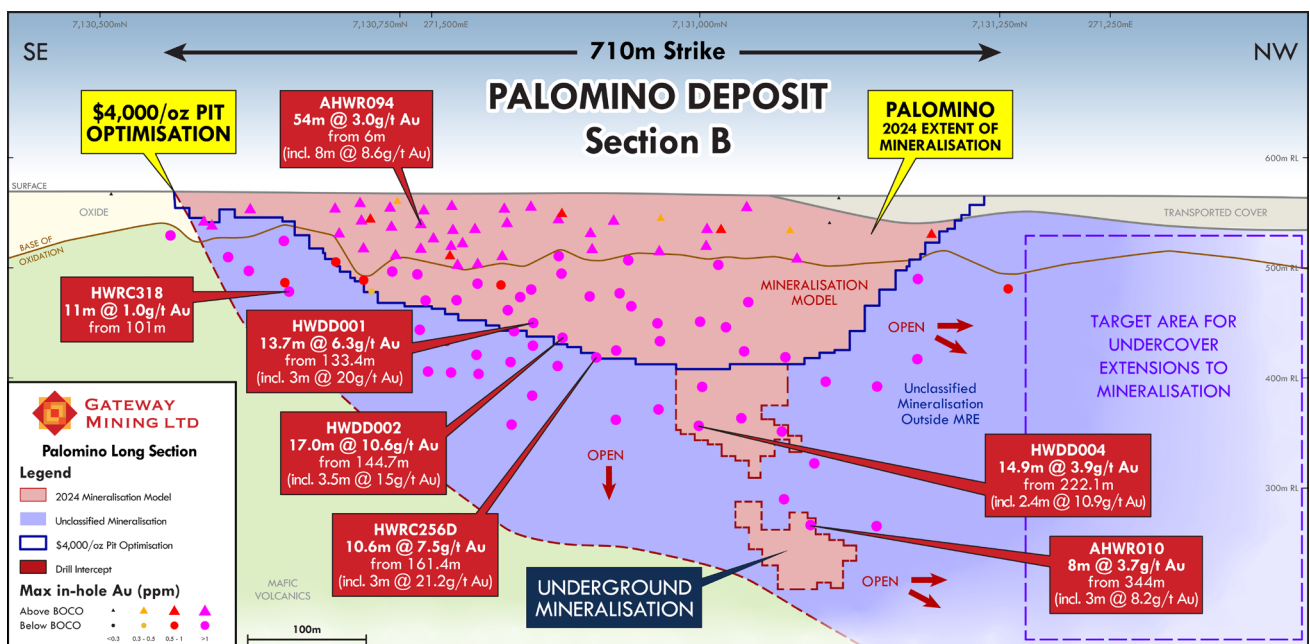 7,130,500mN
7,130,750mN
271,500mE
7,131,000mN
7,131,250mN
271,250mE
SE
710m Strike
NW
PALOMINO DEPOSIT
Section B
$4,000/oz PIT
OPTIMISATION
AHWR094
54m @ 3.0g/t Au
from 6m
(incl. 8m @ 8.6g/t Au)
PALOMINO
2024 EXTENT OF
MINERALISATION
600m RL
SURFACE
OXIDE
TRANSPORTED COVER
BASE OF
OXIDATION
500m RL
HWRC318
11m @ 1.0g/t Au
from 101m
MINERALISATION
MODEL
HWDD001
13.7m @ 6.3g/t Au
from 133.4m
(incl. 3m @ 20g/t Au)
OPEN
TARGET AREA FOR
UNDERCOVER
EXTENSIONS TO
MINERALISATION
400m RL
Unclassified
Mineralisation
Outside MRE
HWDD002
17.0m @ 10.6g/t Au
from 144.7m
(incl. 3.5m @ 15g/t Au)
OPEN
HWDD004
14.9m @ 3.9g/t Au
from 222.1m
(incl. 2.4m @ 10.9g/t Au)
300m RL
HWRC256D
10.6m @ 7.5g/t Au
from 161.4m
(incl. 3m @ 21.2g/t Au)
AHWR010
8m @ 3.7g/t Au
from 344m
(incl. 3m @ 8.2g/t Au)
UNDERGROUND
MINERALISATION
OPEN
MAFIC
VOLCANICS
100m
GATEWAY
MINING LTD
Palomino Long Section
Legend
2024 Mineralisation Model
Unclassified Mineralisation
$4,000/oz Pit Optimisation
Drill Intercept
Max in-hole Au (ppm)
Above BOCO
Below BOCO
<0.3
0.3 - 0.5
0.5 - 1
>1